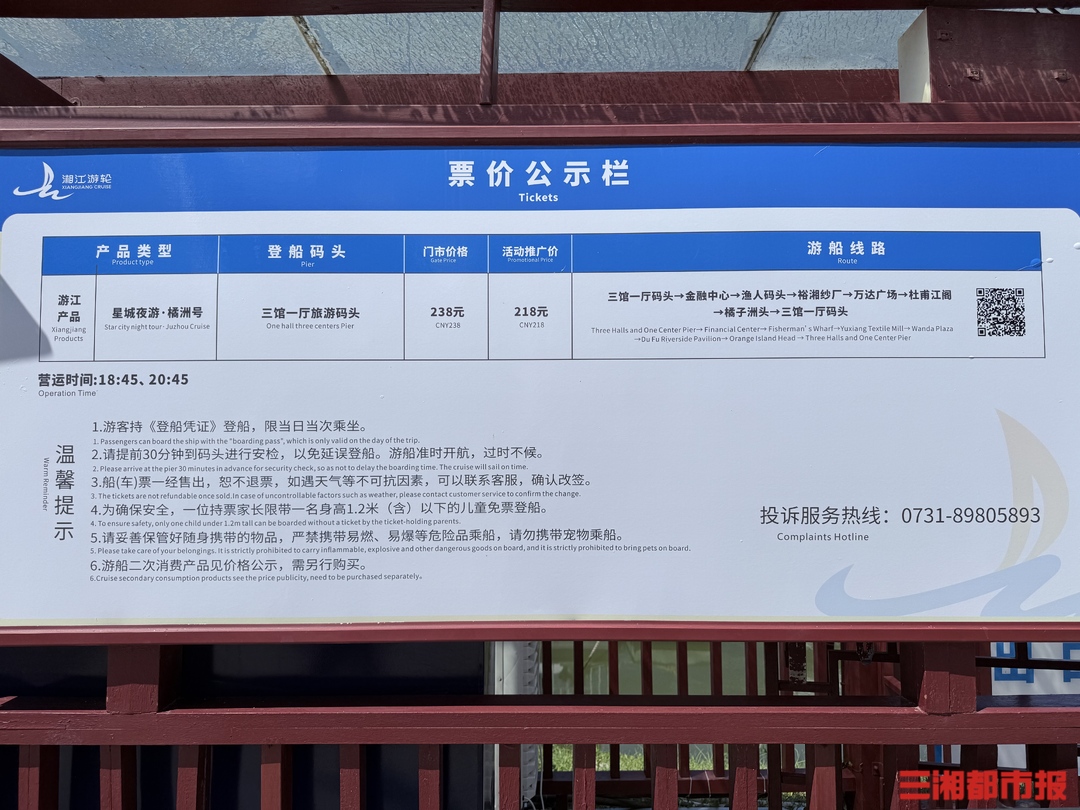 湘江游轮
XIANGJIANG CRUISE
票价公示栏
Tickets
产品类型
Product type
登船码头
Pier
门市价格
Gate Price
活动推广价
Promotional Price
游船线路
Route
游江
产品
Xiangjiang
Products
星城夜游·橘洲号
Star city night tour· Juzhou Cruise
三馆一厅旅游码头
One hall three centers Pier
238元
CNY238
218元
CNY218
三馆一厅码头→金融中心→渔人码头→裕湘纱厂→万达广场→杜甫江阁
→橘子洲头→三馆一厅码头
Three Halls and One Center Pier→ Financial Center→ Fisherman's Wharf→Yuxiang Textile Mill→ Wanda Plaza
→Du Fu Riverside Pavilion→ Orange Island Head → Three Halls and One Center Pier
营运时间:18:45、20:45
Operation Time
温馨提示
Warm Reminder
1.游客持《登船凭证》登船，限当日当次乘坐。
1. Passengers can board the ship with the "boarding pass", which is only valid on the day of the trip.
2.请提前30分钟到码头进行安检，以免延误登船。游船准时开航，过时不候。
2. Please arrive at the pier 30 minutes in advance for security check, so as not to delay the boarding time. The cruise will sail on time.
3.船(车)票一经售出，恕不退票，如遇天气等不可抗因素，可以联系客服，确认改签。
3. The tickets are not refundable once sold.In case of uncontrollable factors such as weather, please contact customer service to confirm the change.
4.为确保安全，一位持票家长限带一名身高1.2米（含）以下的儿童免票登船。
4. To ensure safety, only one child under 1.2m tall can be boarded without a ticket by the ticket-holding parents.
5.请妥善保管好随身携带的物品，严禁携带易燃、易爆等危险品乘船，请勿携带宠物乘船。
5. Please take care of your belongings. It is strictly prohibited to carry inflammable, explosive and other dangerous goods on board, and it is strictly prohibited to bring pets on board.
6.游船二次消费产品见价格公示，需另行购买。
6.Cruise secondary consumption products see the price publicity, need to be purchased separately。
投诉服务热线：0731-89805893
Complaints Hotline
三湘都市报